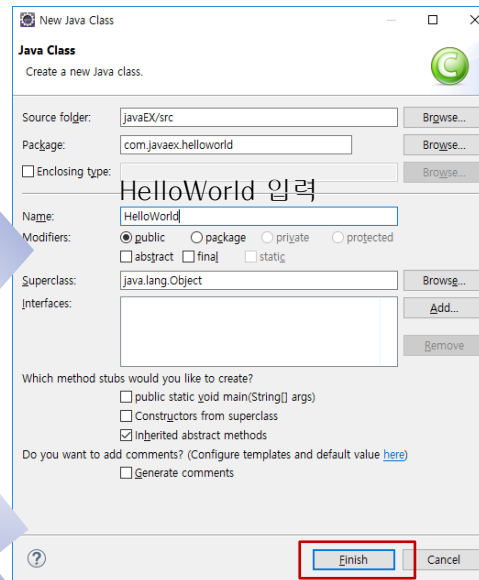 New Java Class
Java Class
Create a new Java class.
Source folder: javaEX/src Browse...
Package: com.javaex.helloworld Browse...
Enclosing type: Browse...
HelloWorld 입력
Name: HelloWorld
Modifiers: public package private protected
abstract final static
Superclass: java.lang.Object Browse...
Interfaces: Add...
Remove
Which method stubs would you like to create?
public static void main(String[] args)
Constructors from superclass
Inherited abstract methods
Do you want to add comments? (Configure templates and default value here)
Generate comments
? Finish Cancel